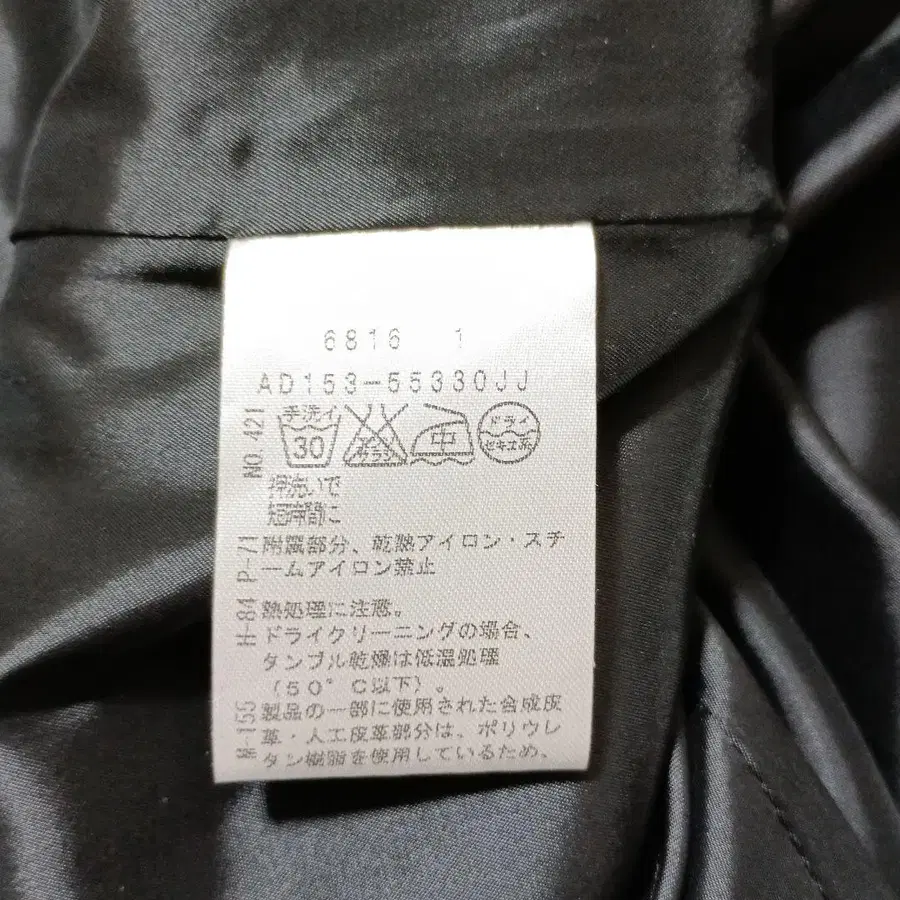 6816 1
AD153-55330JJ
手洗イ
30
エンソサラシ
中
ドライ
セキユ系
押洗いで
短時間に
附属部分、乾熱アイロン・スチ
ームアイロン禁止
熱処理に注意。
ドライクリーニングの場合、
タンブル乾燥は低温処理
(50°C以下)。
製品の一部に使用された合成皮
革・人工皮革部分は、ポリウレ
タン樹脂を使用しているため、
NO. 421
P-71
H-84
M-155